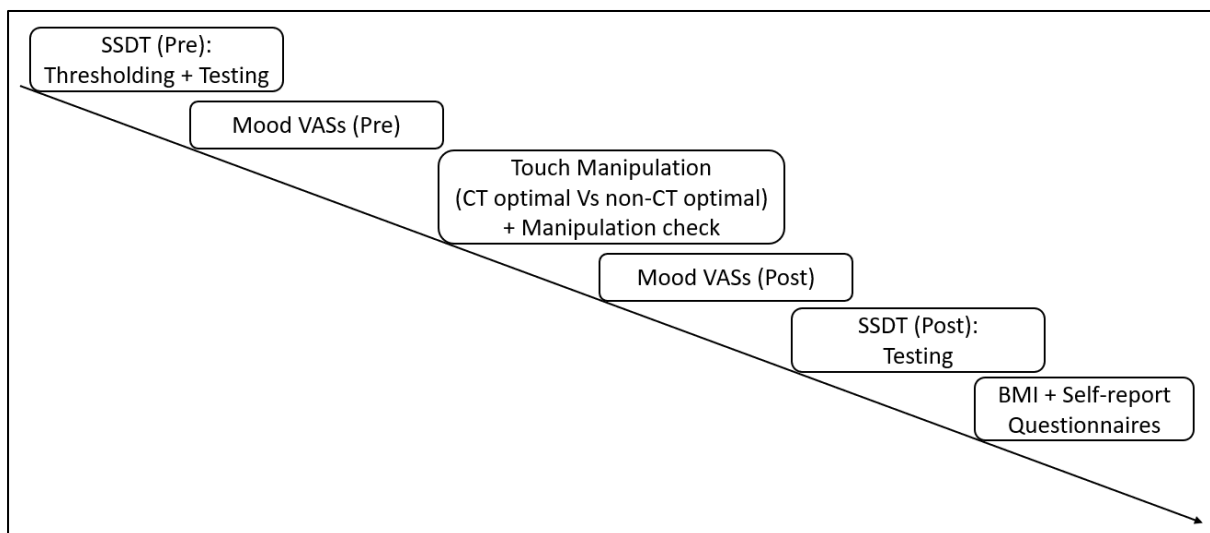 SSDT (Pre):
Thresholding + Testing
Mood VASs (Pre)
Touch Manipulation
(CT optimal Vs non-CT optimal)
+ Manipulation check
Mood VASs (Post)
SSDT (Post):
Testing
BMI + Self-report
Questionnaires